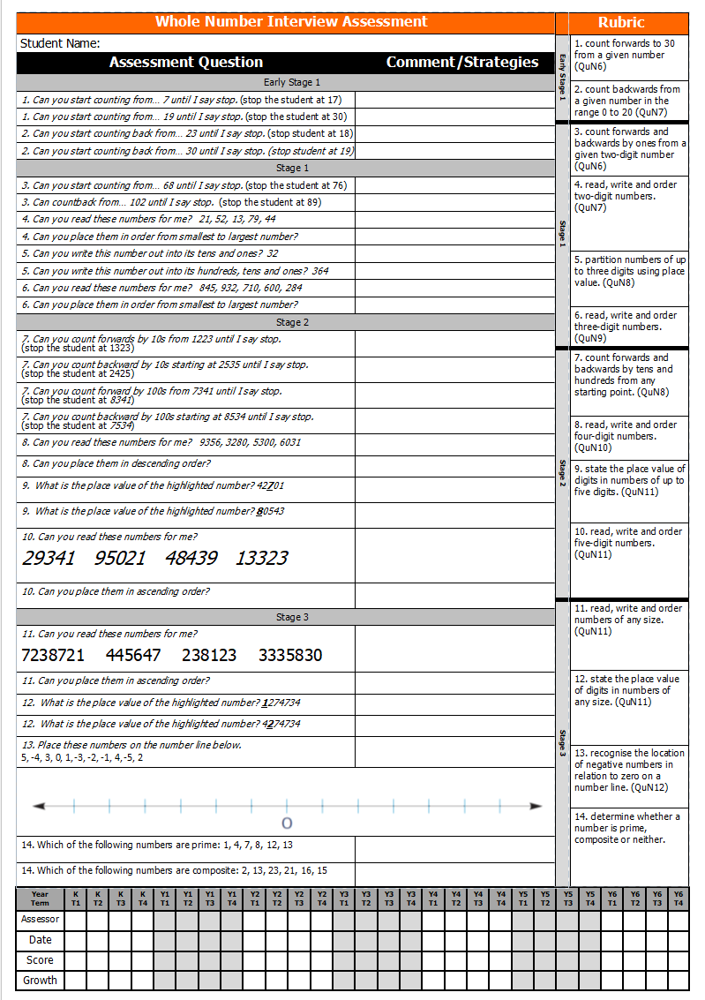 Whole Number Interview Assessment
Student Name:
Assessment Question
Comment/Strategies
Early Stage 1
1. Can you start counting from... 7 until I say stop. (stop the student at 17)
1. Can you start counting from... 19 until I say stop. (stop the student at 30)
2. Can you start counting back from... 23 until I say stop. (stop student at 18)
2. Can you start counting back from... 30 until I say stop. (stop student at 19)
Stage 1
3. Can you start counting from... 68 until I say stop. (stop the student at 76)
3. Can countback from... 102 until I say stop. (stop the student at 89)
4. Can you read these numbers for me? 21, 52, 13, 79, 44
4. Can you place them in order from smallest to largest number?
5. Can you write this number out into its tens and ones? 32
5. Can you write this number out into its hundreds, tens and ones? 364
6. Can you read these numbers for me? 845, 932, 710, 600, 284
6. Can you place them in order from smallest to largest number?
Stage 2
7. Can you count forwards by 10s from 1223 until I say stop.
(stop the student at 1323)
7. Can you count backward by 10s starting at 2535 until I say stop.
(stop the student at 2425)
7. Can you count forward by 100s from 7341 until I say stop.
(stop the student at 8341)
7. Can you count backward by 100s starting at 8534 until I say stop.
(stop the student at 7534)
8. Can you read these numbers for me? 9356, 3280, 5300, 6031
8. Can you place them in descending order?
9. What is the place value of the highlighted number? 42701
9. What is the place value of the highlighted number? 80543
10. Can you read these numbers for me?
29341 95021 48439 13323
10. Can you place them in ascending order?
Stage 3
11. Can you read these numbers for me?
7238721 445647 238123 3335830
11. Can you place them in ascending order?
12. What is the place value of the highlighted number? 1274734
12. What is the place value of the highlighted number? 4274734
13. Place these numbers on the number line below.
5, -4, 3, 0, 1,-3, -2, -1, 4,-5, 2
0
14. Which of the following numbers are prime: 1, 4, 7, 8, 12, 13
14. Which of the following numbers are composite: 2, 13, 23, 21, 16, 15
Rubric
Early Stage 1
1. count forwards to 30
from a given number
(QuN6)
2. count backwards from
a given number in the
range 0 to 20 (QuN7)
Stage 1
3. count forwards and
backwards by ones from a
given two-digit number
(QuN6)
4. read, write and order
two-digit numbers.
(QuN7)
5. partition numbers of up
to three digits using place
value. (QuN8)
6. read, write and order
three-digit numbers.
(QuN9)
Stage 2
7. count forwards and
backwards by tens and
hundreds from any
starting point. (QuN8)
8. read, write and order
four-digit numbers.
(QuN10)
9. state the place value of
digits in numbers of up to
five digits. (QuN11)
10. read, write and order
five-digit numbers.
(QuN11)
Stage 3
11. read, write and order
numbers of any size.
(QuN11)
12. state the place value
of digits in numbers of
any size. (QuN11)
13. recognise the location
of negative numbers in
relation to zero on a
number line. (QuN12)
14. determine whether a
number is prime,
composite or neither.
Year K K K K Y1 Y1 Y1 Y1 Y2 Y2 Y2 Y2 Y3 Y3 Y3 Y3 Y4 Y4 Y4 Y4 Y5 Y5 Y5 Y5 Y6 Y6 Y6 Y6
Term T1 T2 T3 T4 T1 T2 T3 T4 T1 T2 T3 T4 T1 T2 T3 T4 T1 T2 T3 T4 T1 T2 T3 T4 T1 T2 T3 T4
Assessor
Date
Score
Growth